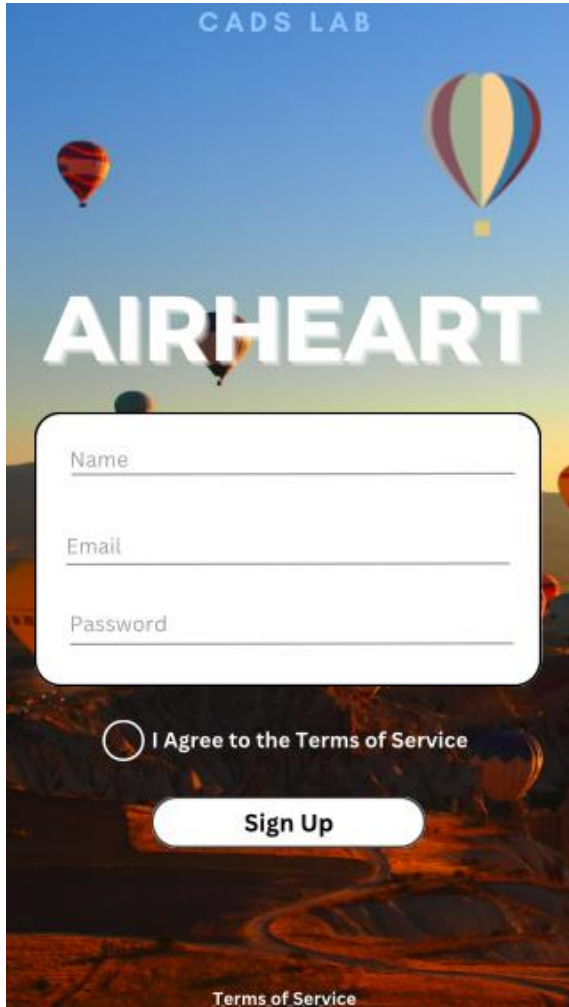 CADS LAB
AIRHEART
Name
Email
Password
I Agree to the Terms of Service
Sign Up
Terms of Service